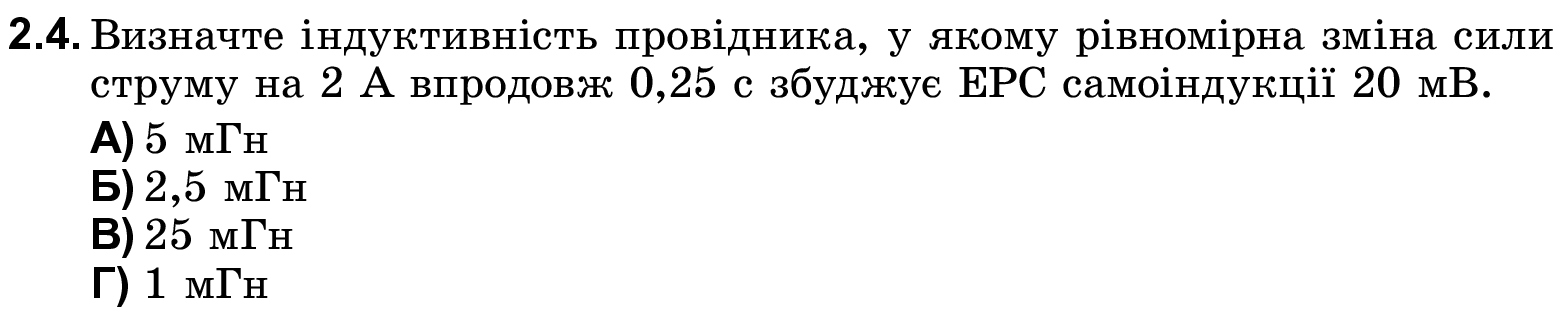 2.4. Визначте індуктивність провідника, у якому рівномірна зміна сили
струму на 2 А впродовж 0,25 с збуджує ЕРС самоіндукції 20 мВ.
А) 5 мГн
Б) 2,5 мГн
В) 25 мГн
Г) 1 мГн